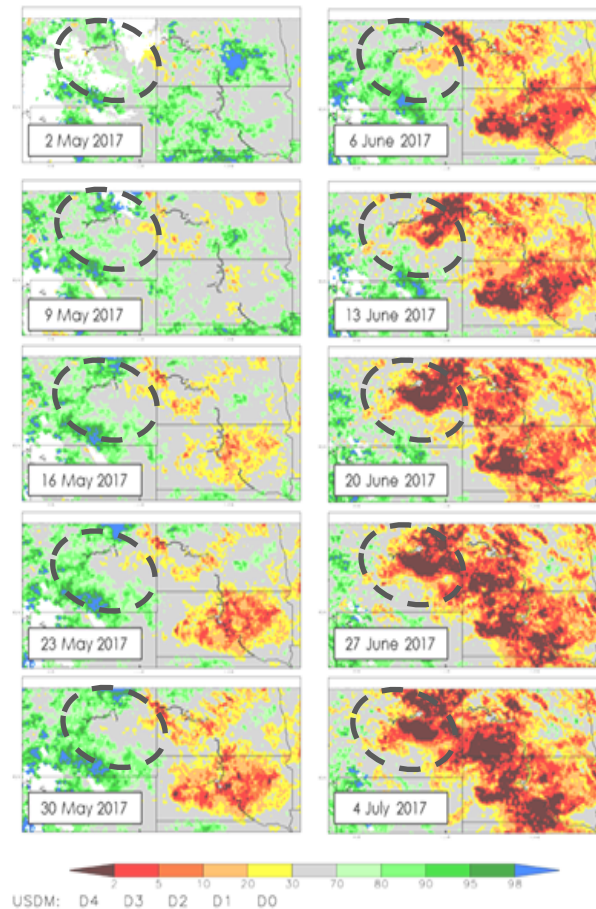 2 May 2017
9 May 2017
16 May 2017
23 May 2017
30 May 2017
6 June 2017
13 June 2017
20 June 2017
27 June 2017
4 July 2017
2 5 10 20 30 70 80 90 95 98
USDM: D4 D3 D2 D1 D0